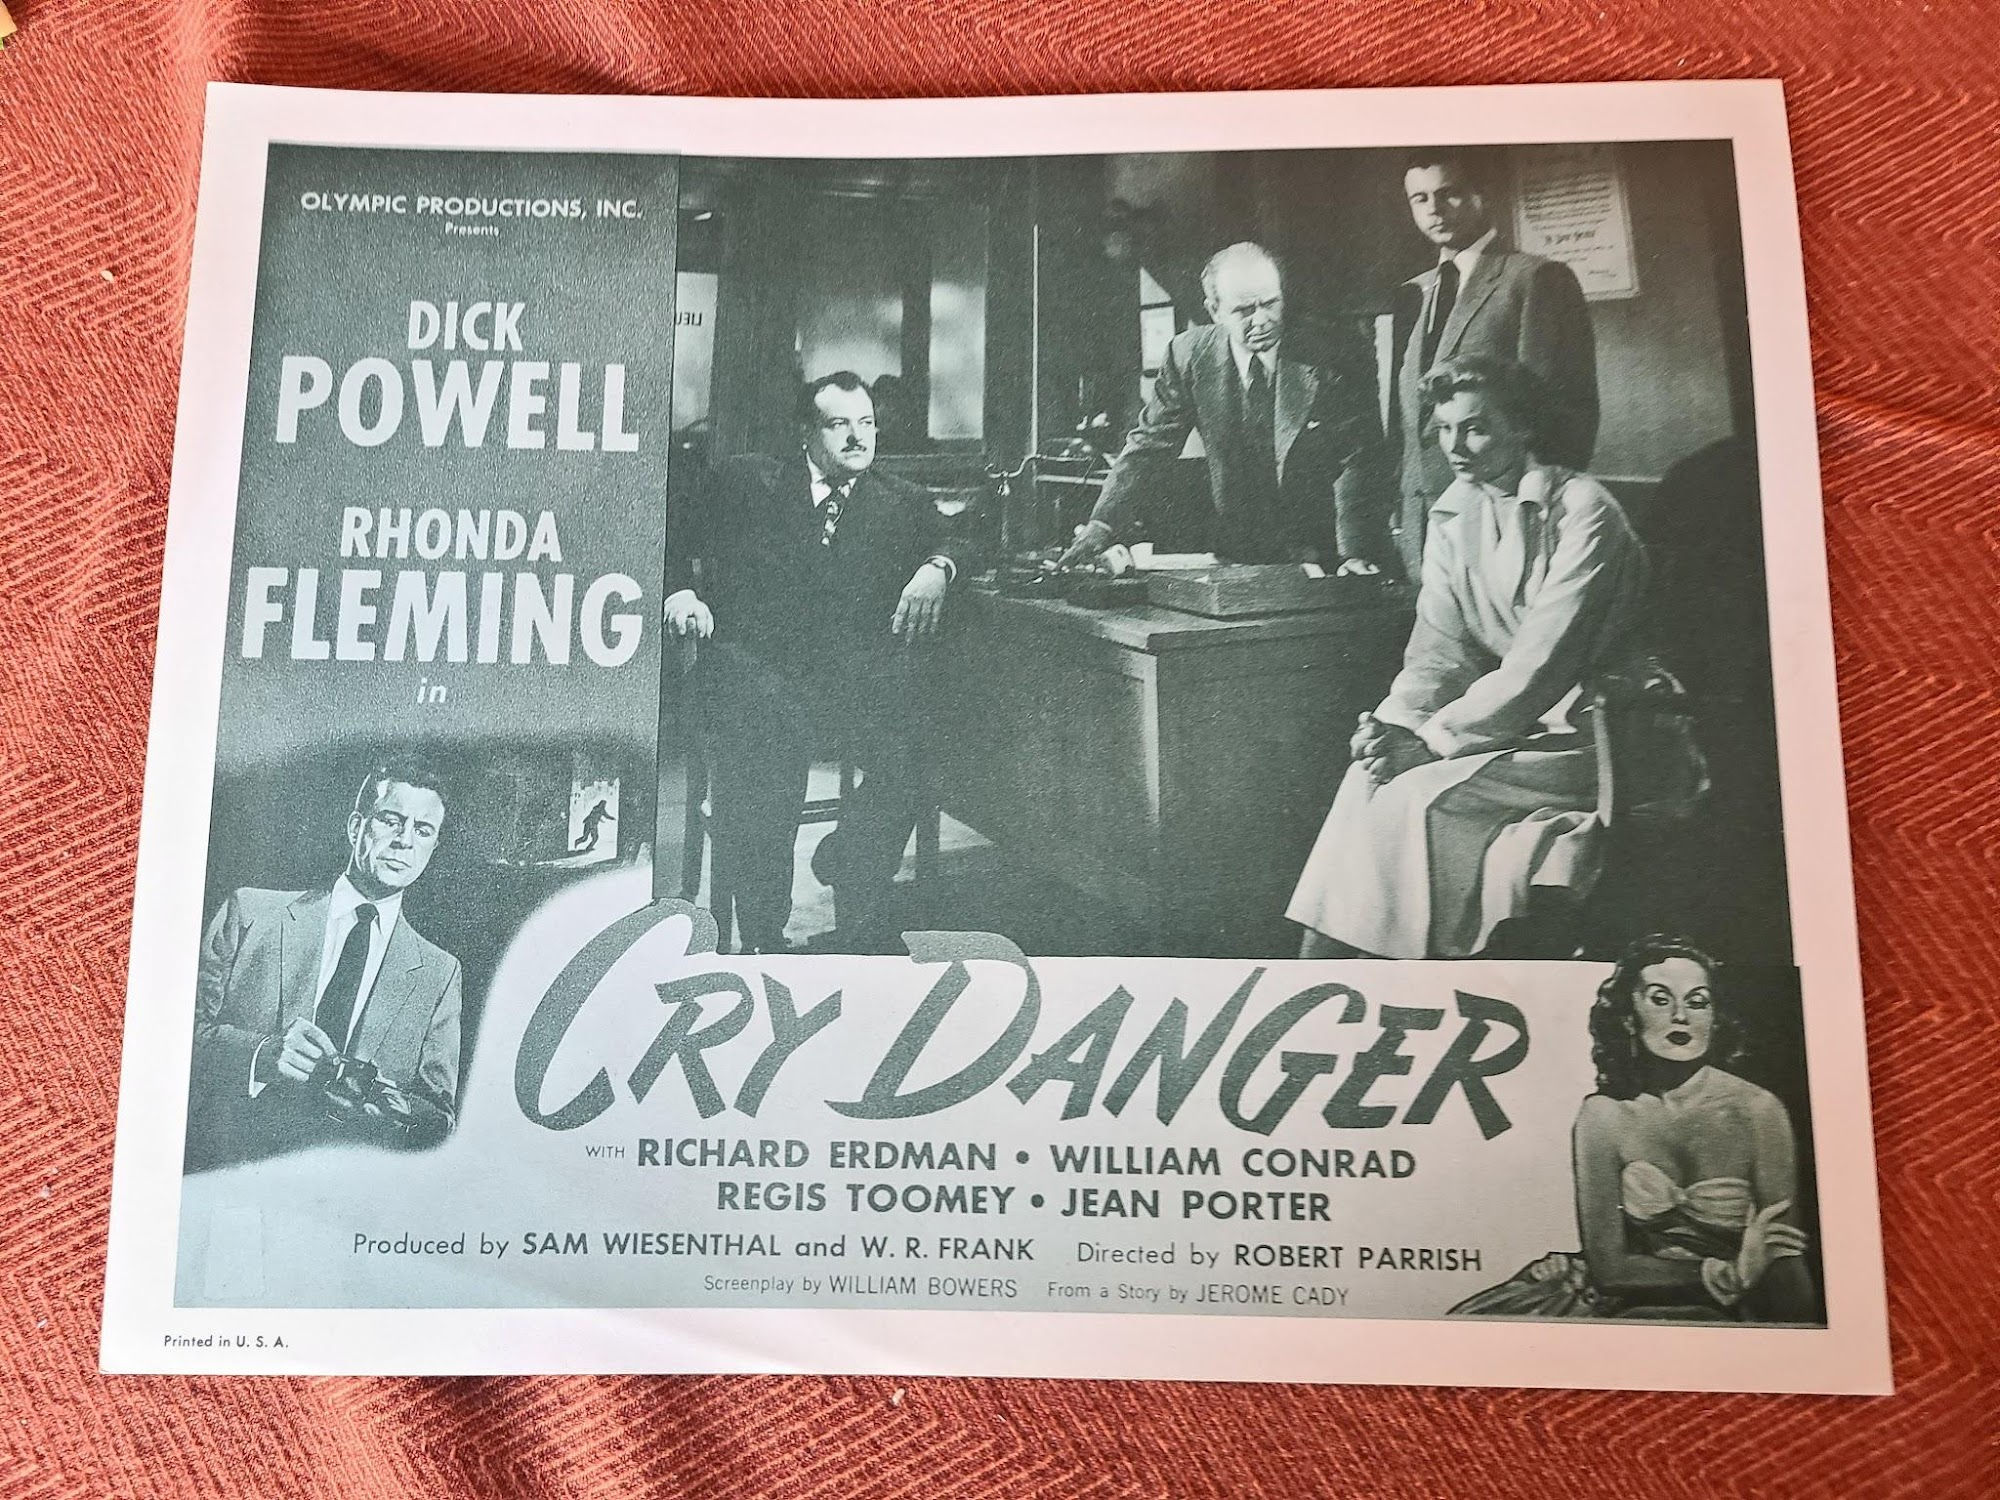 OLYMPIC PRODUCTIONS, INC.
Presents
DICK
POWELL
RHONDA
FLEMING
in
CRY DANGER
WITH RICHARD ERDMAN • WILLIAM CONRAD
REGIS TOOMEY • JEAN PORTER
Produced by SAM WIESENTHAL and W. R. FRANK Directed by ROBERT PARRISH
Screenplay by WILLIAM BOWERS From a Story by JEROME CADY
Printed in U. S. A.